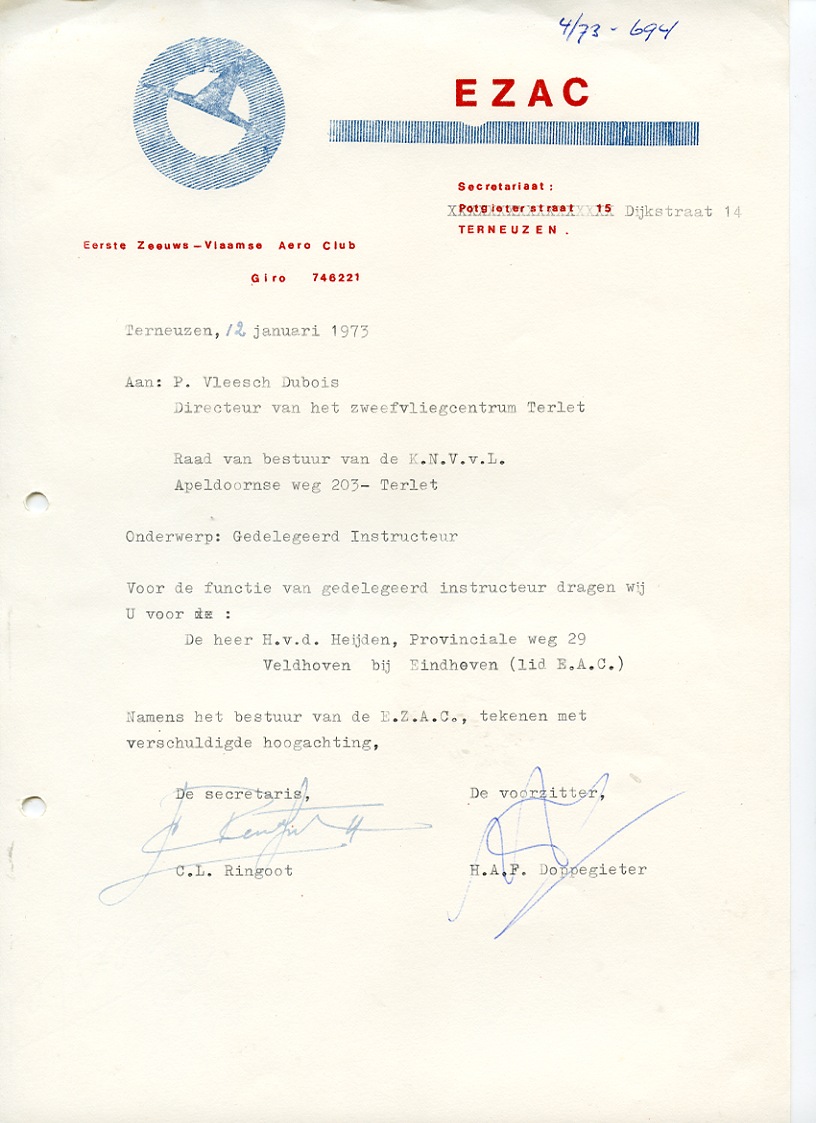 4/73 - 694
EZAC
Secretariaat:
Potgieterstraat 15 Dijkstraat 14
TERNEUZEN.
Eerste Zeeuws-Vlaamse Aero Club
Giro 746221
Terneuzen, 12 januari 1973
Aan: P. Vleesch Dubois
Directeur van het zweefvliegcentrum Terlet
Raad van bestuur van de K.N.V.v.L.
Apeldoornse weg 203- Terlet
Onderwerp: Gedelegeerd Instructeur
Voor de functie van gedelegeerd instructeur dragen wij
U voor :
De heer H.v.d. Heijden, Provinciale weg 29
Veldhoven bij Eindhoven (lid E.A.C.)
Namens het bestuur van de E.Z.A.C., tekenen met
verschuldigde hoogachting,
De secretaris, De voorzitter,
C.L. Ringoot H.A.F. Doppegieter